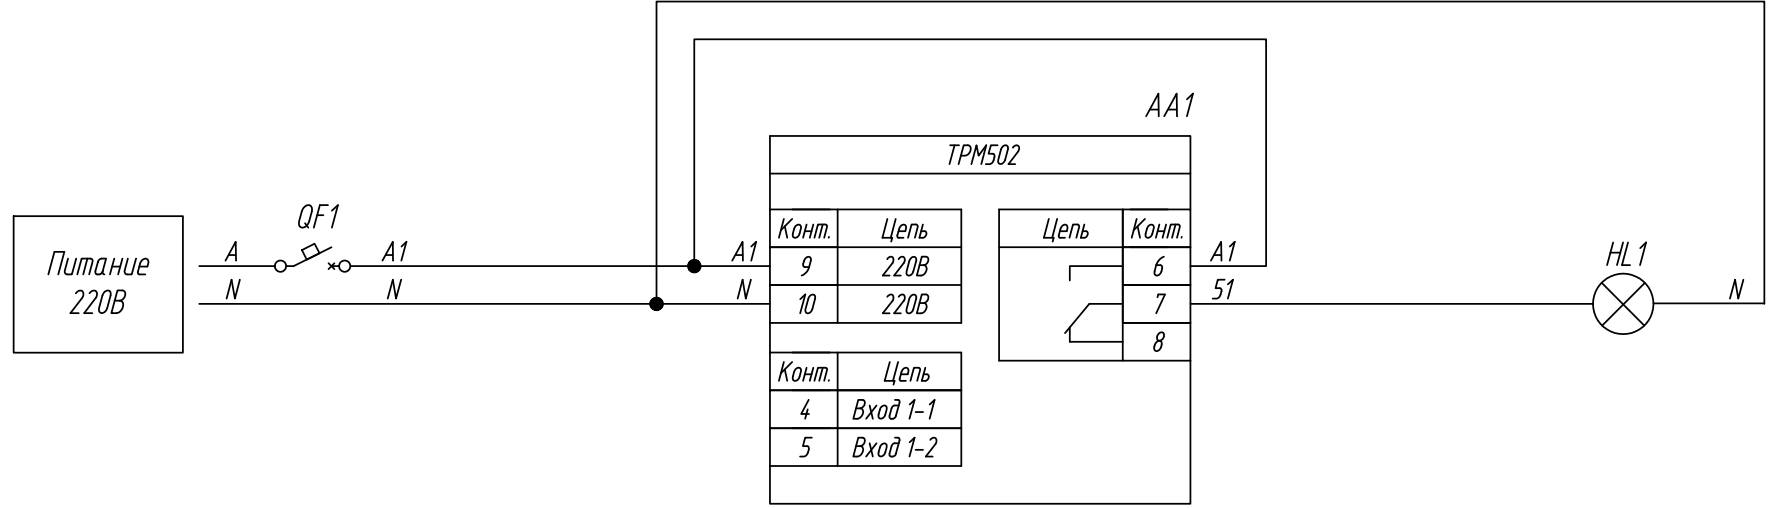 AA1
ТРМ502
QF1
Конт. Цепь
Цепь Конт.
Питание
220В
A A1 A1 9 220В 6 A1
HL1
N N N 10 220В 7 51 N
8
Конт. Цепь
4 Вход 1-1
5 Вход 1-2